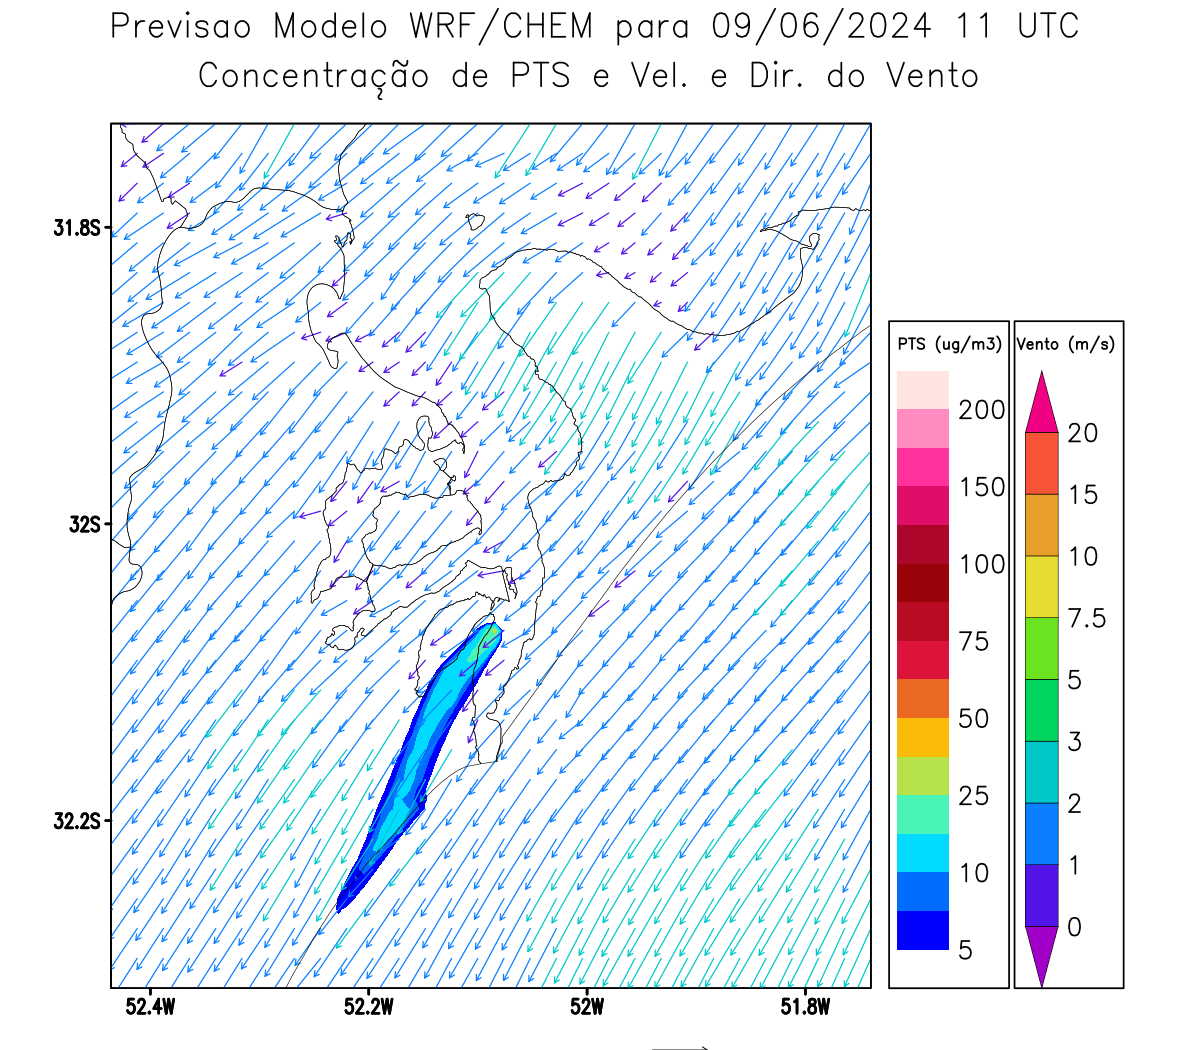 Previsao Modelo WRF/CHEM para 09/06/2024 11 UTC
Concentração de PTS e Vel. e Dir. do Vento
31.8S
32S
32.2S
52.4W
52.2W
52W
51.8W
PTS (ug/m3)
200
150
100
75
50
25
10
5
Vento (m/s)
20
15
10
7.5
5
3
2
1
0